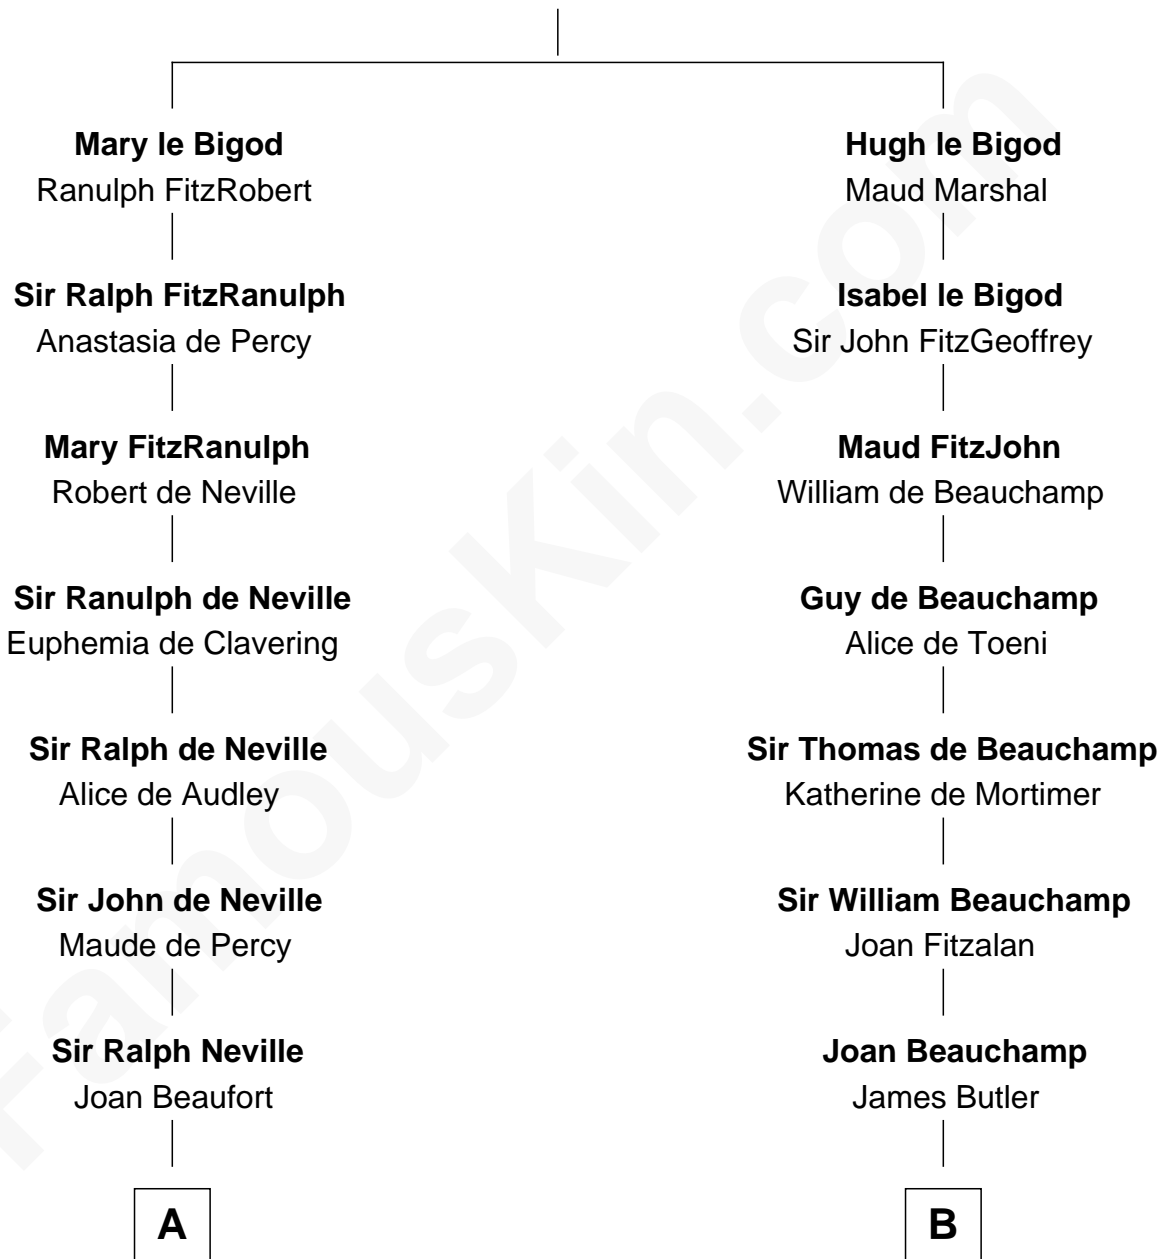 Mary le Bigod
Ranulph FitzRobert
Sir Ralph FitzRanulph
Anastasia de Percy
Mary FitzRanulph
Robert de Neville
Sir Ranulph de Neville
Euphemia de Clavering
Sir Ralph de Neville
Alice de Audley
Sir John de Neville
Maude de Percy
Sir Ralph Neville
Joan Beaufort
A
Hugh le Bigod
Maud Marshal
Isabel le Bigod
Sir John FitzGeoffrey
Maud FitzJohn
William de Beauchamp
Guy de Beauchamp
Alice de Toeni
Sir Thomas de Beauchamp
Katherine de Mortimer
Sir William Beauchamp
Joan Fitzalan
Joan Beauchamp
James Butler
B
FamousKin.com